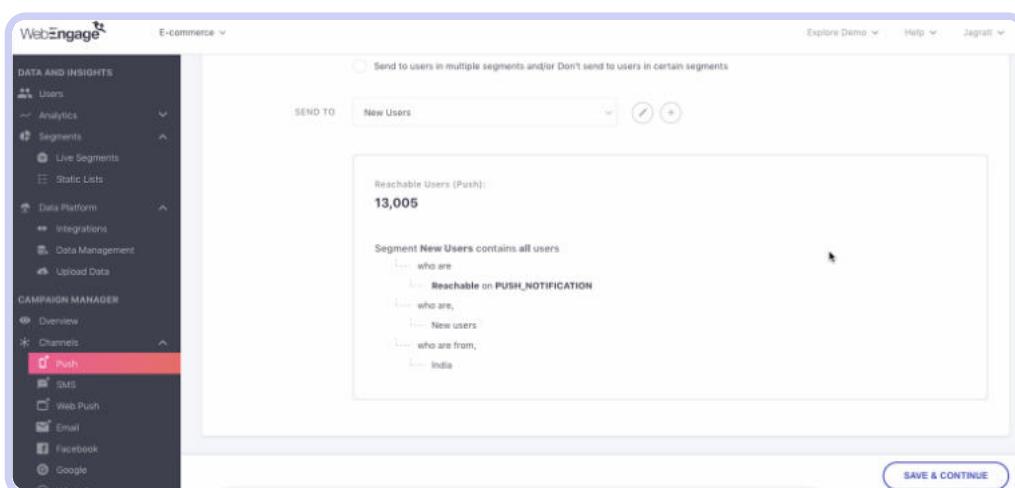 WebEngage E-commerce Explore Demo Help Jagrati
DATA AND INSIGHTS
Users
Analytics
Segments
Live Segments
Static Lists
Data Platform
Integrations
Data Management
Upload Data
CAMPAIGN MANAGER
Overview
Channels
Push
SMS
Web Push
Email
Facebook
Google
Send to users in multiple segments and/or Don't send to users in certain segments
SEND TO New Users
Reachable Users (Push):
13,005
Segment New Users contains all users
who are
Reachable on PUSH_NOTIFICATION
who are,
New users
who are from,
India
SAVE & CONTINUE